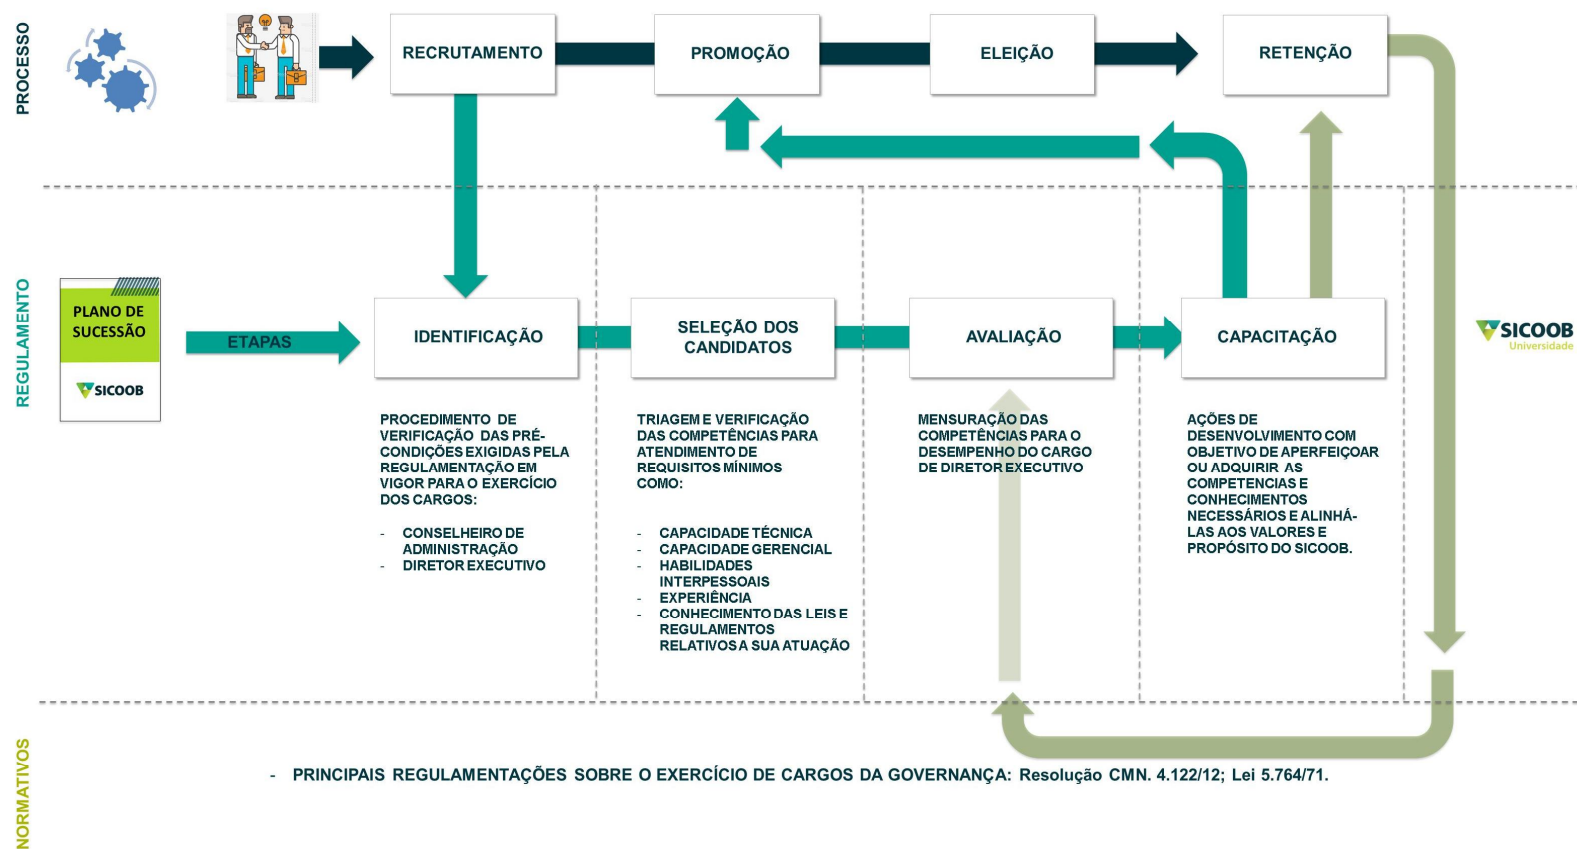 PROCESSO
RECRUTAMENTO
PROMOÇÃO
ELEIÇÃO
RETENÇÃO
REGULAMENTO
PLANO DE
SUCESSÃO
SICOOB
ETAPAS
IDENTIFICAÇÃO
SELEÇÃO DOS
CANDIDATOS
AVALIAÇÃO
CAPACITAÇÃO
SICOOB
Universidade
PROCEDIMENTO DE
VERIFICAÇÃO DAS PRÉ-
CONDIÇÕES EXIGIDAS PELA
REGULAMENTAÇÃO EM
VIGOR PARA O EXERCÍCIO
DOS CARGOS:
- CONSELHEIRO DE
ADMINISTRAÇÃO
- DIRETOR EXECUTIVO
TRIAGEM E VERIFICAÇÃO
DAS COMPETÊNCIAS PARA
ATENDIMENTO DE
REQUISITOS MÍNIMOS
COMO:
- CAPACIDADE TÉCNICA
- CAPACIDADE GERENCIAL
- HABILIDADES
INTERPESSOAIS
- EXPERIÊNCIA
- CONHECIMENTO DAS LEIS E
REGULAMENTOS
RELATIVOS A SUA ATUAÇÃO
MENSURAÇÃO DAS
COMPETÊNCIAS PARA O
DESEMPENHO DO CARGO
DE DIRETOR EXECUTIVO
AÇÕES DE
DESENVOLVIMENTO COM
OBJETIVO DE APERFEIÇOAR
OU ADQUIRIR AS
COMPETENCIAS E
CONHECIMENTOS
NECESSÁRIOS E ALINHÁ-
LAS AOS VALORES E
PROPÓSITO DO SICOOB.
NORMATIVOS
- PRINCIPAIS REGULAMENTAÇÕES SOBRE O EXERCÍCIO DE CARGOS DA GOVERNANÇA: Resolução CMN. 4.122/12; Lei 5.764/71.